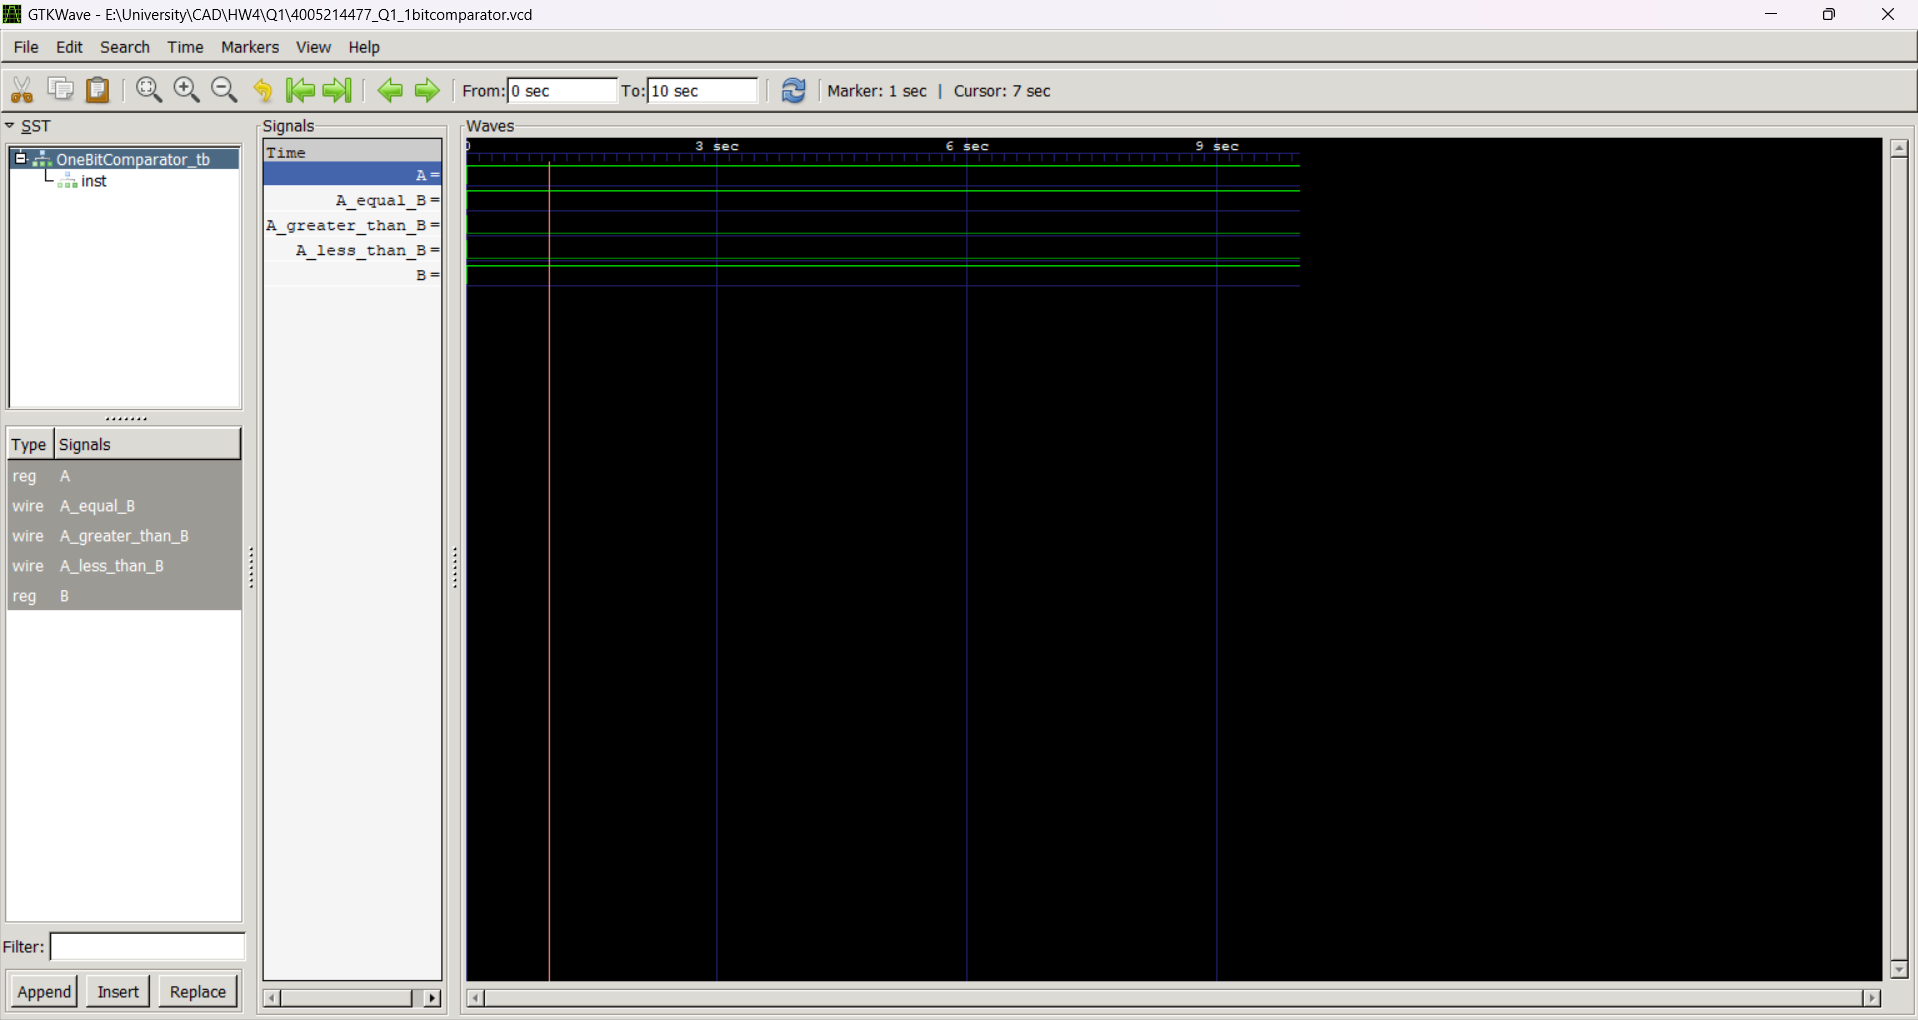 GTKWave - E:\University\CAD\HW4\Q1\4005214477_Q1_1bitcomparator.vcd
File Edit Search Time Markers View Help
From: 0 sec To: 10 sec Marker: 1 sec | Cursor: 7 sec
SST
OneBitComparator_tb
inst
Type Signals
reg A
wire A_equal_B
wire A_greater_than_B
wire A_less_than_B
reg B
Filter:
Append Insert Replace
Signals
Time
A=
A_equal_B=
A_greater_than_B=
A_less_than_B=
B=
Waves
0 3 sec 6 sec 9 sec